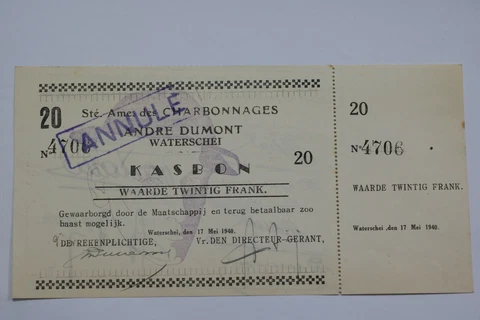 20 Sté. Ame. des CHARBONNAGES
ANNULÉ
ANDRE DUMONT
N° 4706
WATERSCHEI
KASBON 20
WAARDE TWINTIG FRANK.
Gewaarborgd door de Maatschappij en terug betaalbaar zoo
haast mogelijk.
Waterschei, den 17 Mei 1940.
DE REKENPLICHTIGE, Vr.DEN DIRECTEUR-GERANT,
20
N° 4706
WAARDE TWINTIG FRANK.
Waterschei, den 17 Mei 1940.